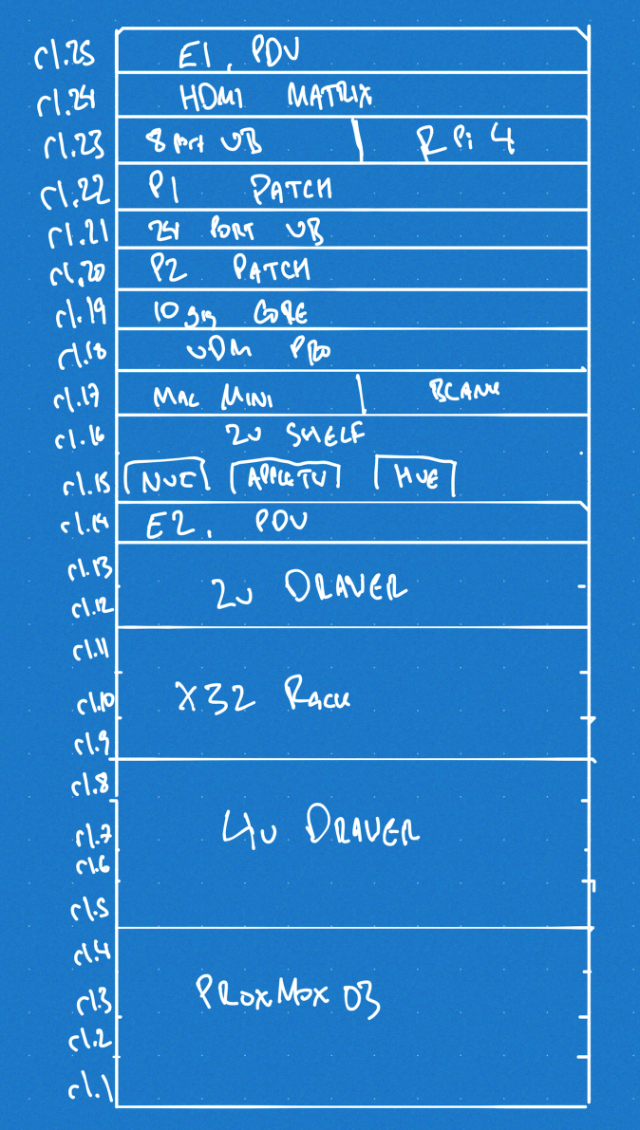 r1.25 E1. PDU
r1.24 HDMI MATRIX
r1.23 8 Port UB | RPi 4
r1.22 P1 PATCH
r1.21 24 PORT UB
r1.20 P2 PATCH
r1.19 10 gig CORE
r1.18 UDM PRO
r1.17 MAC MINI | BLANK
r1.16 2U SHELF
r1.15 NUC APPLETV HUE
r1.14 E2. PDU
r1.13
2U DRAWER
r1.12
r1.11
r1.10 X32 RACK
r1.9
r1.8
r1.7 4U DRAWER
r1.6
r1.5
r1.4
r1.3 PROXMOX 03
r1.2
r1.1